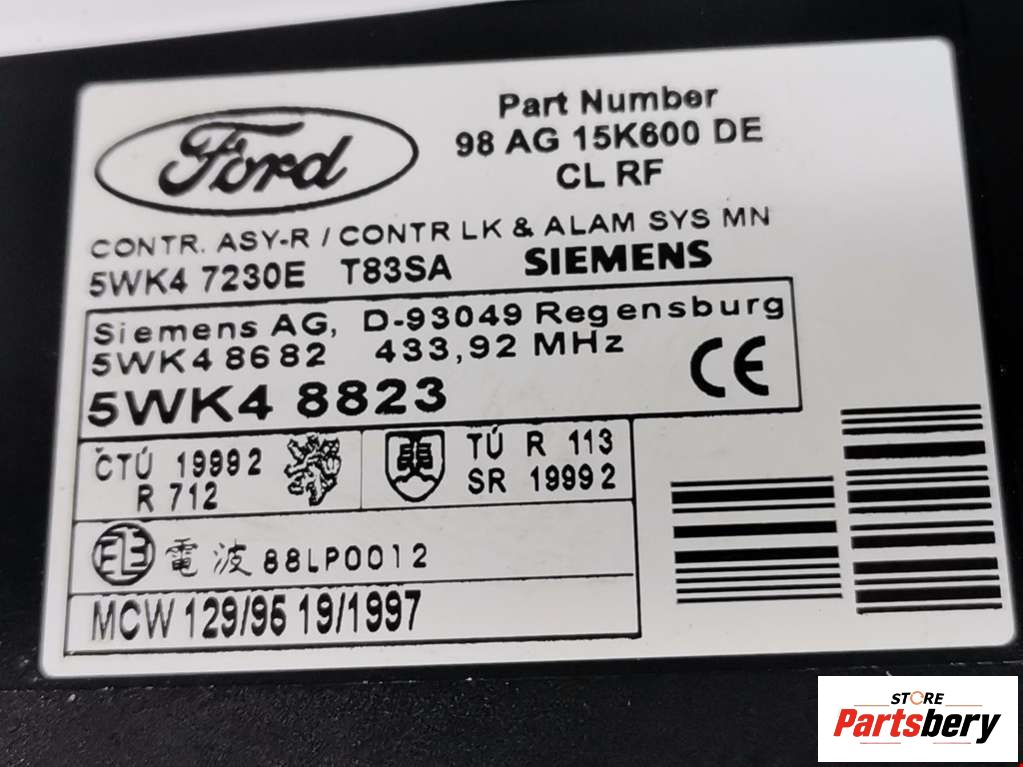 Ford
Part Number
98 AG 15K600 DE
CL RF
CONTR. ASY-R / CONTR LK & ALAM SYS MN
5WK4 7230E T83SA SIEMENS
Siemens AG, D-93049 Regensburg
5WK4 8682 433,92 MHz
CE
5WK4 8823
ČTÚ 19992
R 712
TÚ R 113
SR 19992
電波 88LP0012
MCW 129/95 19/1997
STORE
Partsbery